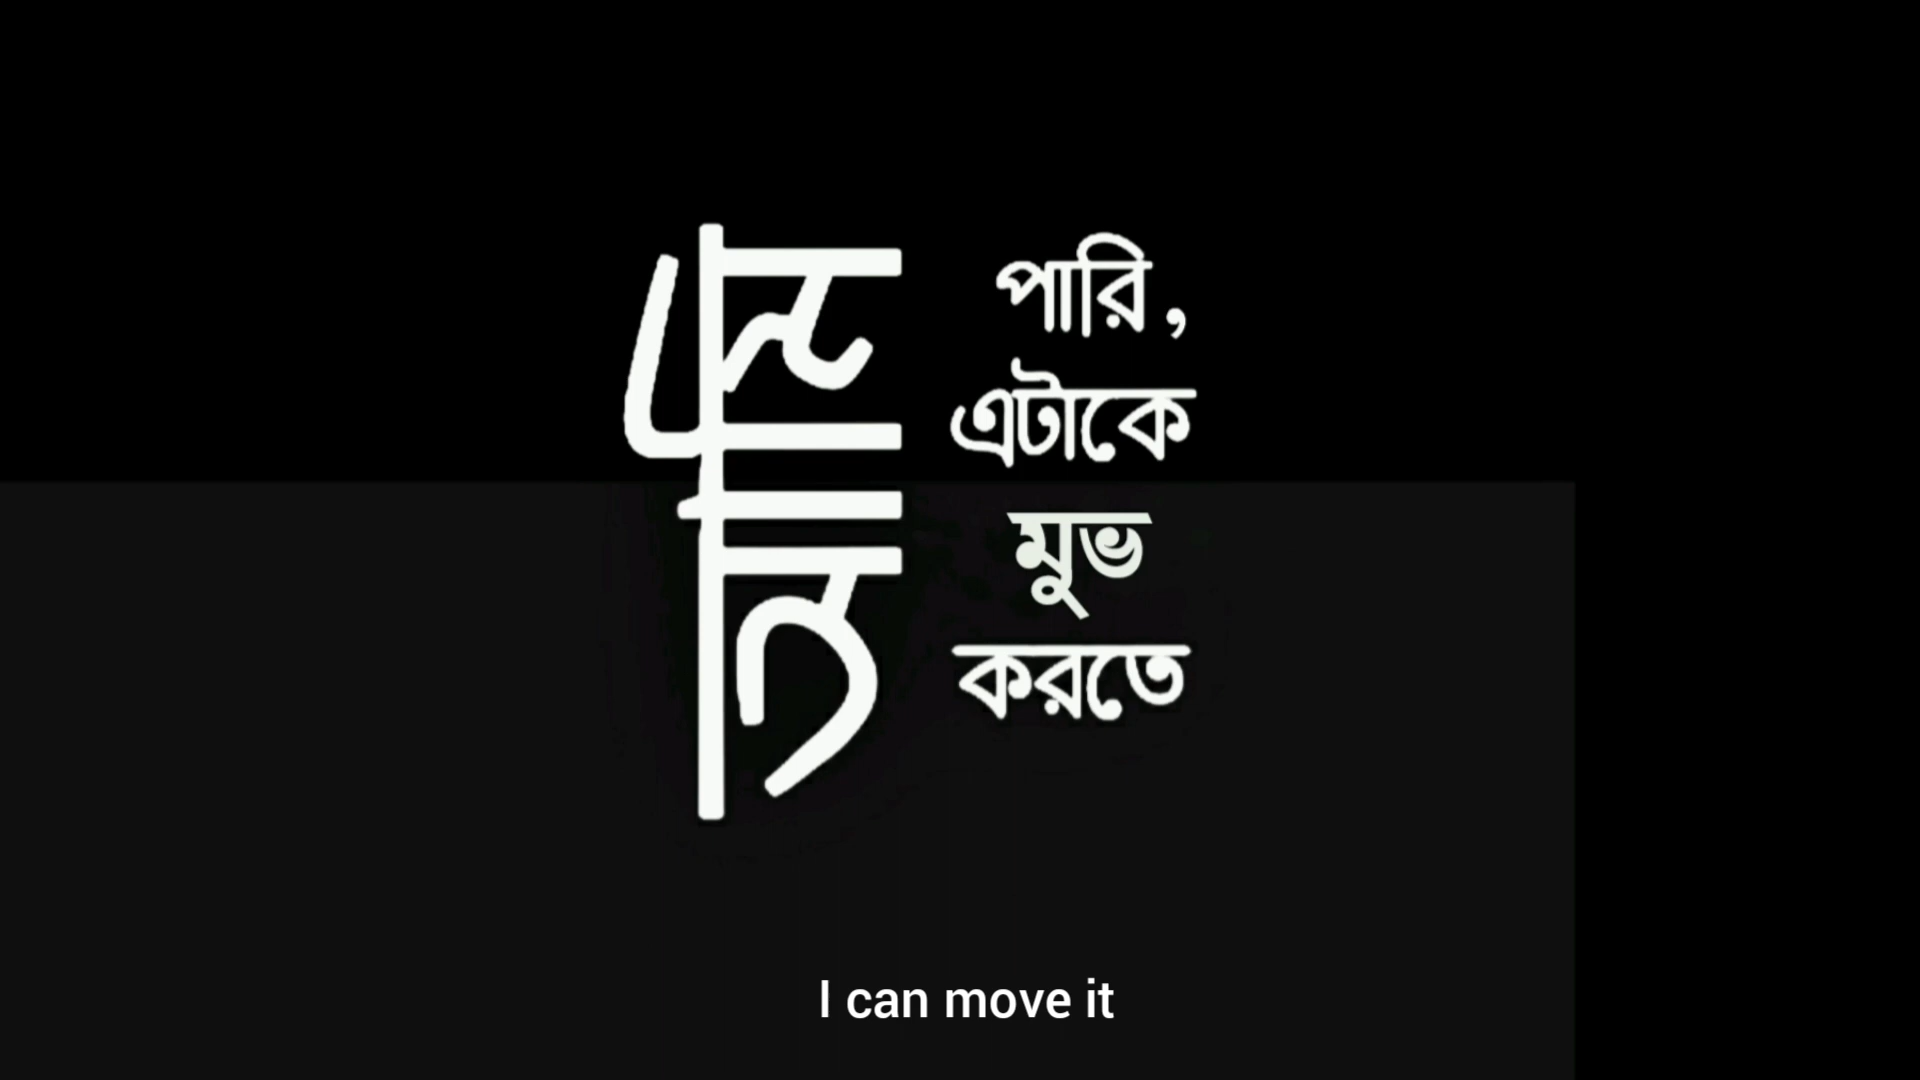 আমি
পারি,
এটাকে
মুভ
করতে
I can move it